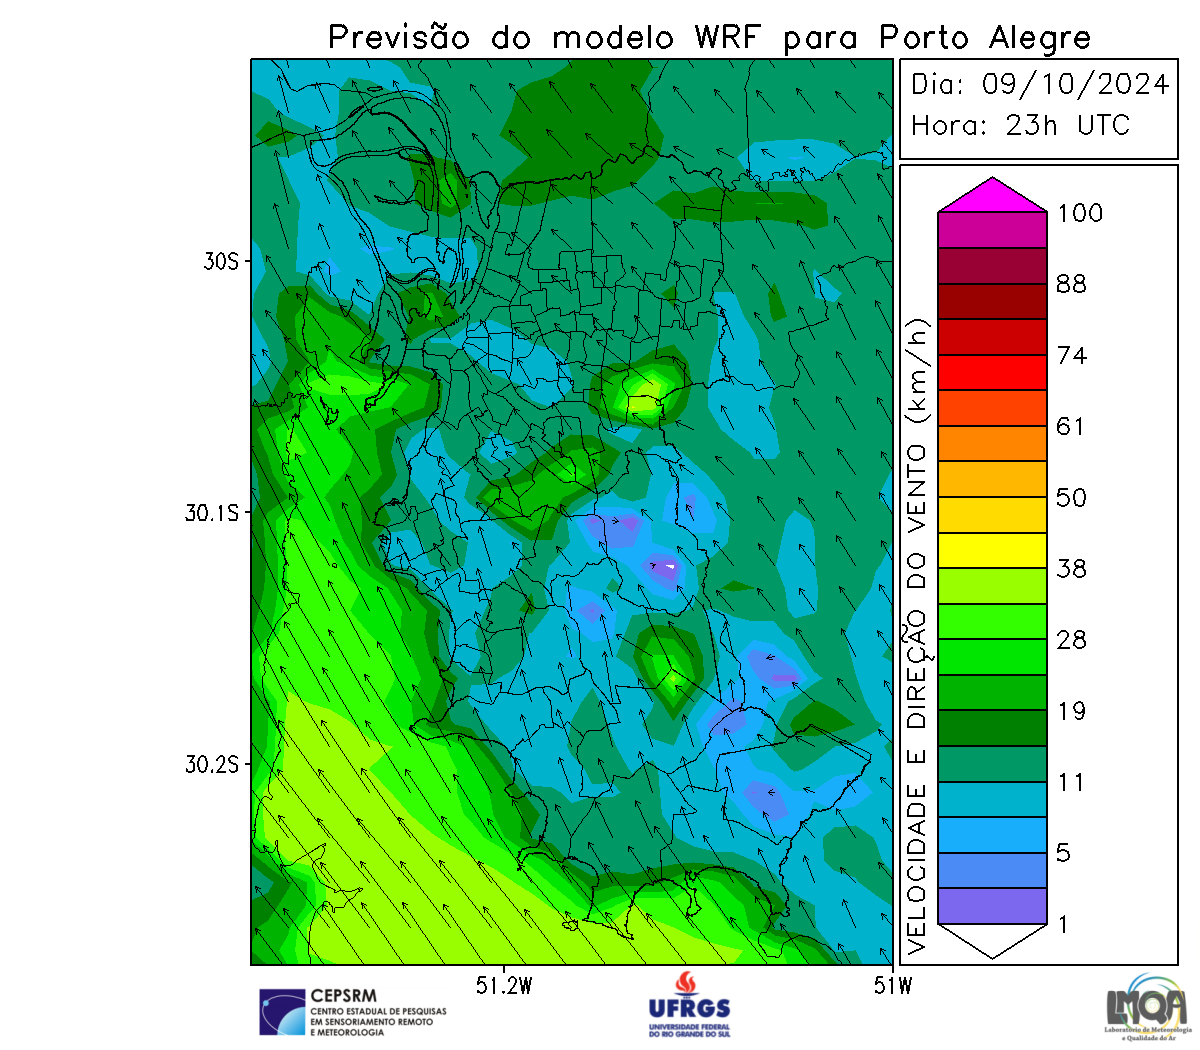 Previsão do modelo WRF para Porto Alegre
Dia: 09/10/2024
Hora: 23h UTC
100
88
74
61
50
38
28
19
11
5
1
VELOCIDADE E DIREÇÃO DO VENTO (km/h)
30S
30.1S
30.2S
51.2W
51W
CEPSRM
CENTRO ESTADUAL DE PESQUISAS
EM SENSORIAMENTO REMOTO
E METEOROLOGIA
UFRGS
UNIVERSIDADE FEDERAL
DO RIO GRANDE DO SUL
LMQA
Laboratório de Meteorologia
e Qualidade do Ar